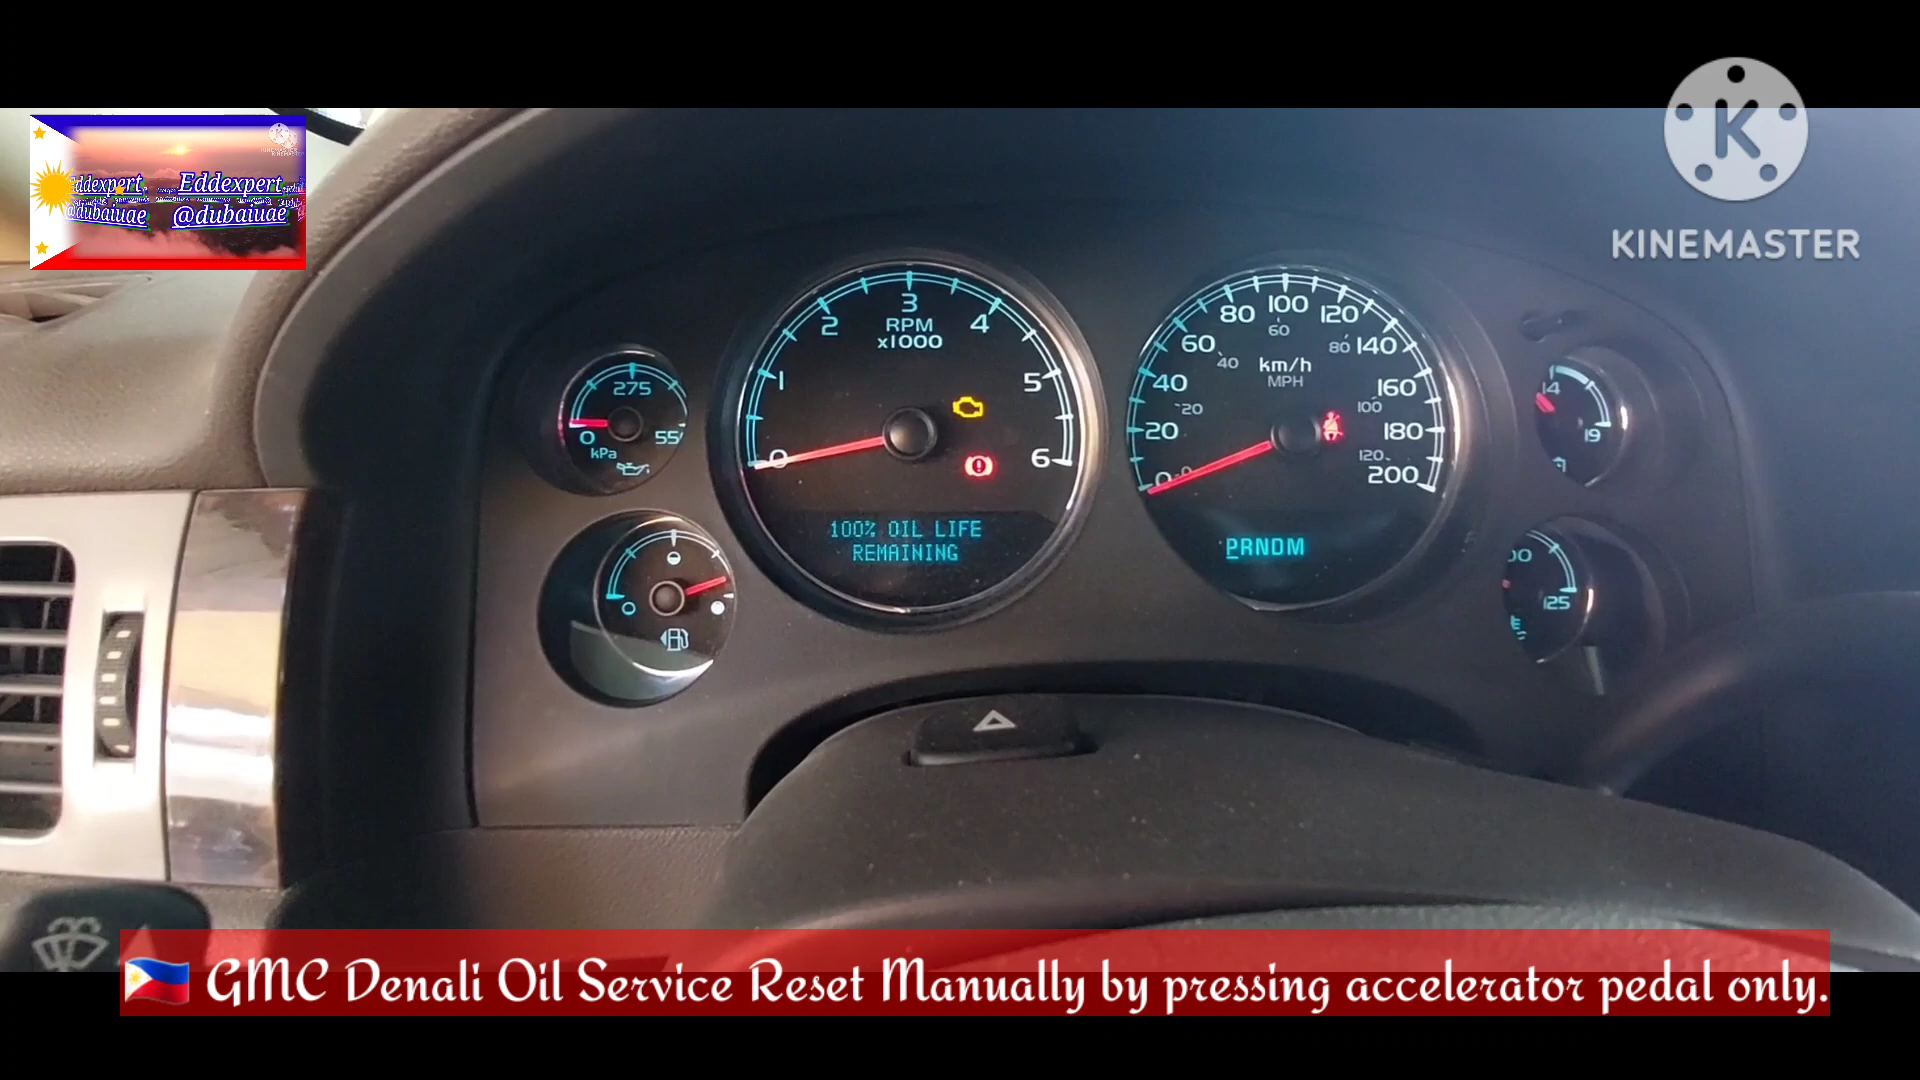 KINEMASTER
Eddexpert Eddexpert
@dubaiuae @dubaiuae
275
0
kPa
1
2
3
4
5
6
0
RPM
x1000
100% OIL LIFE
REMAINING
0
20
40
60
80
100
120
140
160
180
200
20
40
60
80
100
120
km/h
MPH
PRNDM
14
19
125
🇵🇭 GMC Denali Oil Service Reset Manually by pressing accelerator pedal only.